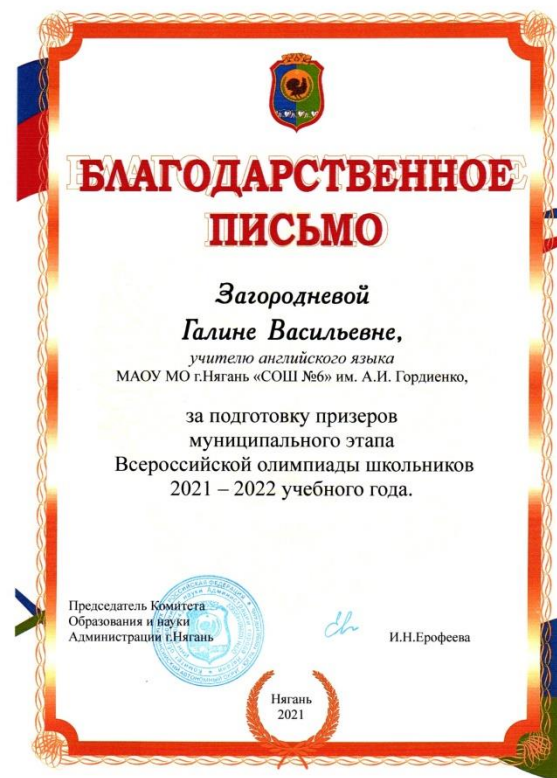 БЛАГОДАРСТВЕННОЕ
ПИСЬМО
Загородневой
Галине Васильевне,
учителю английского языка
МАОУ МО г.Нягань «СОШ №6» им. А.И. Гордиенко,
за подготовку призеров
муниципального этапа
Всероссийской олимпиады школьников
2021 – 2022 учебного года.
Председатель Комитета
Образования и науки
Администрации г.Нягань
И.Н.Ерофеева
Нягань
2021